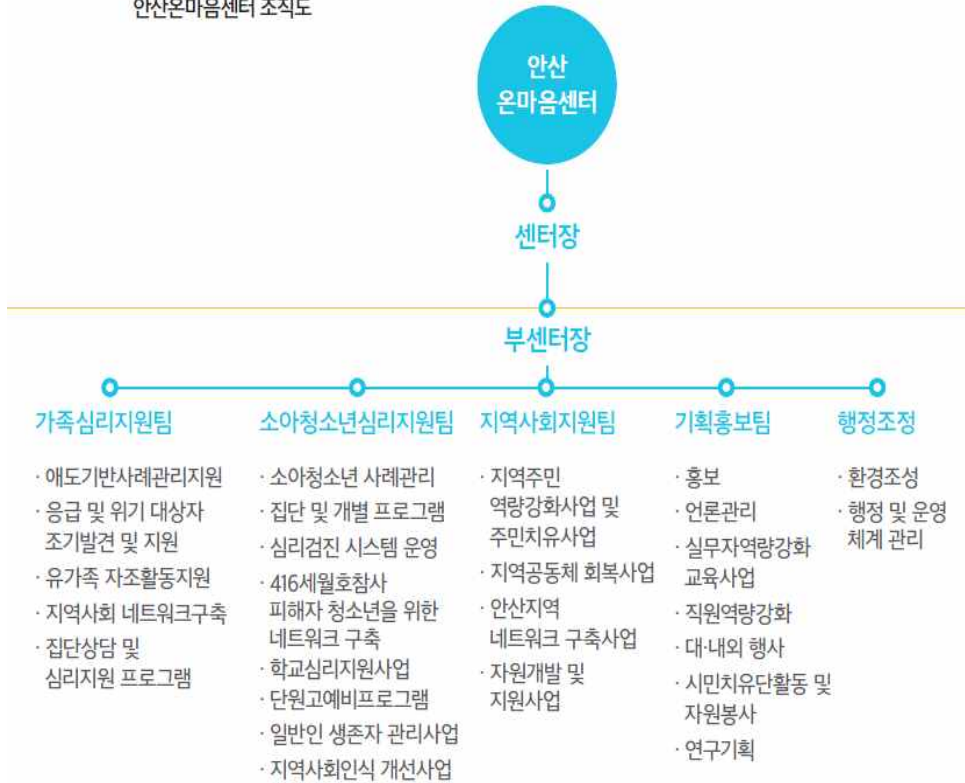 안산온마음센터 조직도
안산
온마음센터
센터장
부센터장
가족심리지원팀
· 애도기반사례관리지원
· 응급 및 위기 대상자
조기발견 및 지원
· 유가족 자조활동지원
· 지역사회 네트워크구축
· 집단상담 및
심리지원 프로그램
소아청소년심리지원팀
· 소아청소년 사례관리
· 집단 및 개별 프로그램
· 심리검진 시스템 운영
· 416세월호참사
피해자 청소년을 위한
네트워크 구축
· 학교심리지원사업
· 단원고예비프로그램
· 일반인 생존자 관리사업
· 지역사회인식 개선사업
지역사회지원팀
· 지역주민
역량강화사업 및
주민치유사업
· 지역공동체 회복사업
· 안산지역
네트워크 구축사업
· 자원개발 및
지원사업
기획홍보팀
· 홍보
· 언론관리
· 실무자역량강화
교육사업
· 직원역량강화
· 대·내외 행사
· 시민치유단활동 및
자원봉사
· 연구기획
행정조정
· 환경조성
· 행정 및 운영
체계 관리